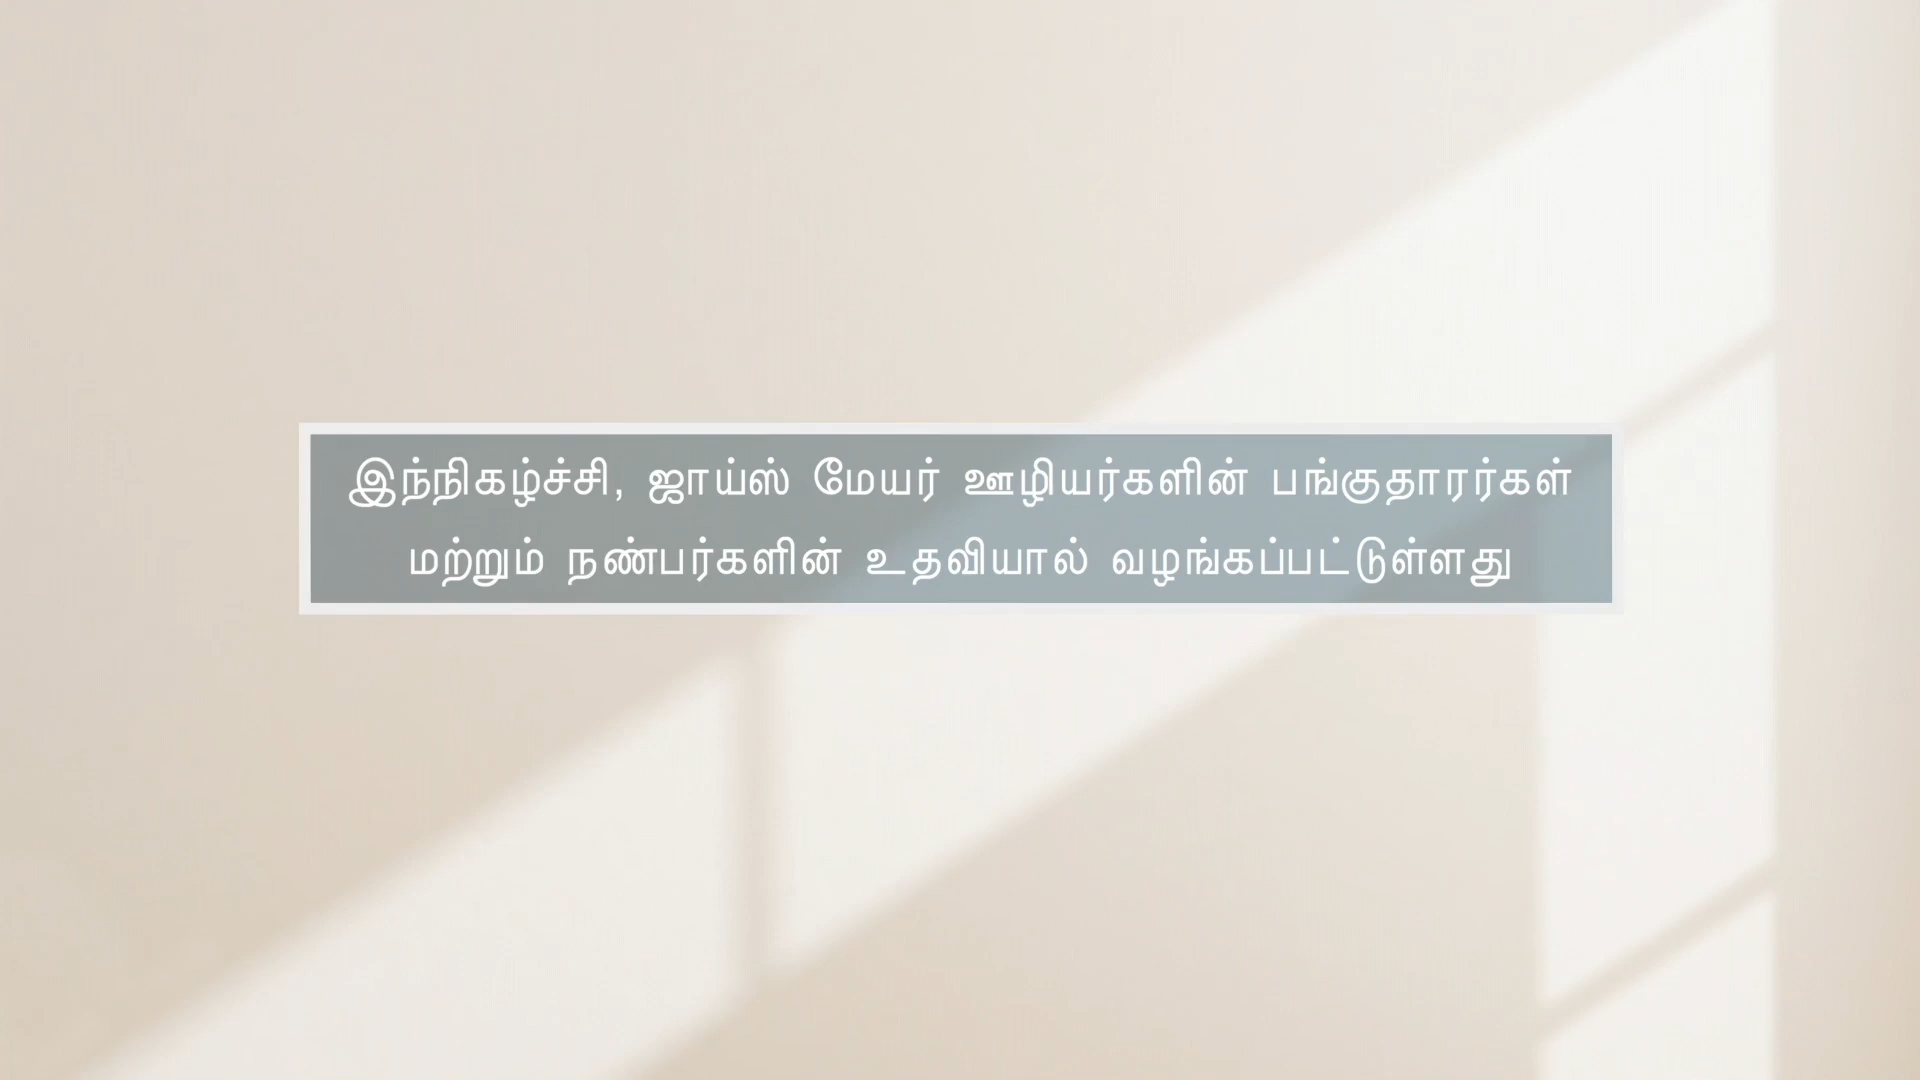 இந்நிகழ்ச்சி, ஜாய்ஸ் மேயர் ஊழியர்களின் பங்குதாரர்கள்
மற்றும் நண்பர்களின் உதவியால் வழங்கப்பட்டுள்ளது